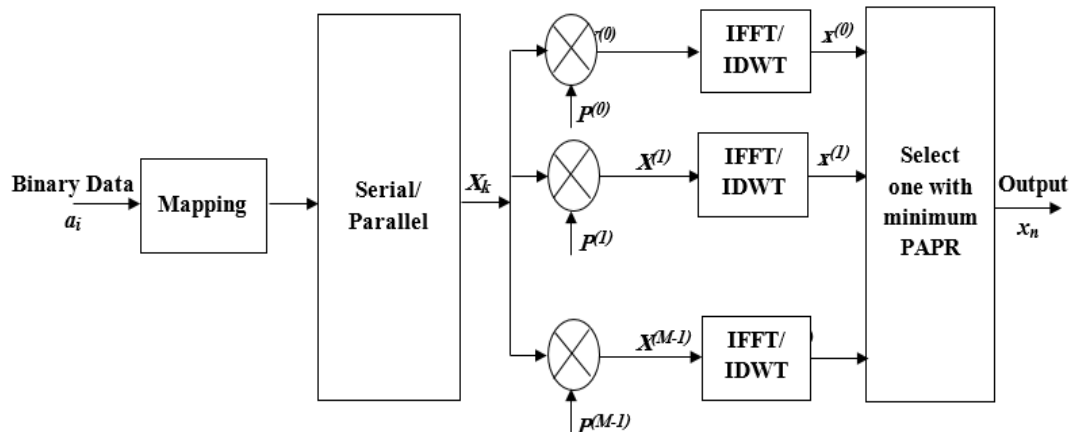 Binary Data
a_i
Mapping
Serial/
Parallel
X_k
(0)
P^(0)
IFFT/
IDWT
x^(0)
X^(1)
P^(1)
IFFT/
IDWT
x^(1)
X^(M-1)
P^(M-1)
IFFT/
IDWT
Select
one with
minimum
PAPR
Output
x_n